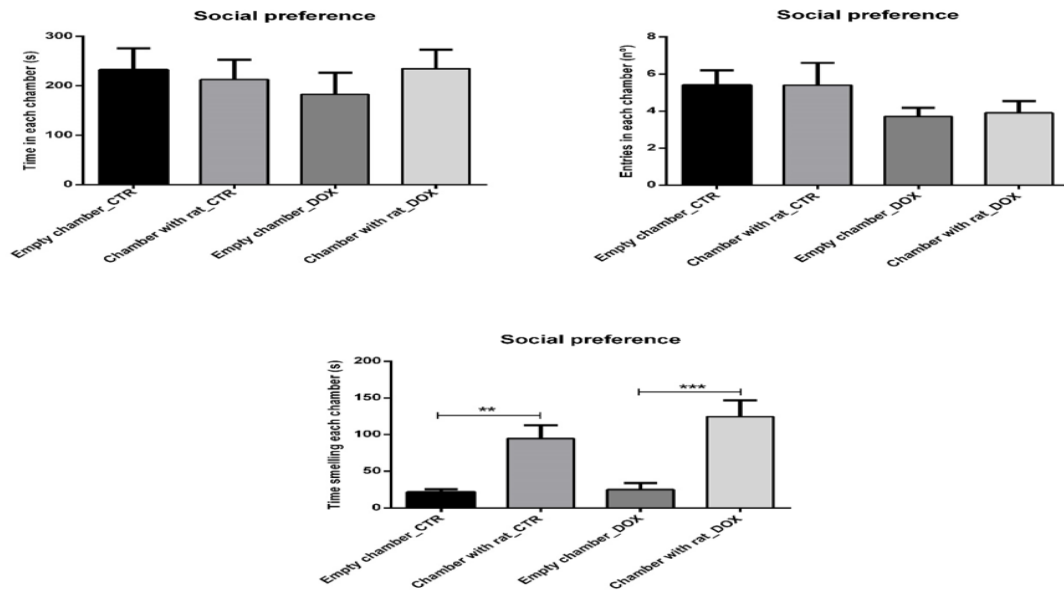 Social preference
Time in each chamber (s)
300
200
100
0
Empty chamber_CTR
Chamber with rat_CTR
Empty chamber_DOX
Chamber with rat_DOX
Social preference
Entries in each chamber (nº)
8
6
4
2
0
Empty chamber_CTR
Chamber with rat_CTR
Empty chamber_DOX
Chamber with rat_DOX
Social preference
Time smelling each chamber (s)
200
150
100
50
0
**
***
Empty chamber_CTR
Chamber with rat_CTR
Empty chamber_DOX
Chamber with rat_DOX